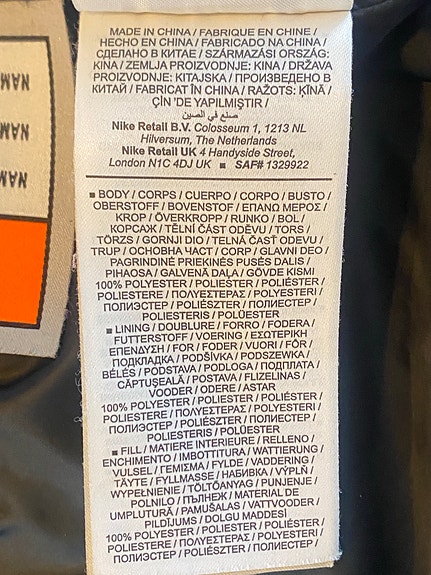 MADE IN CHINA / FABRIQUE EN CHINE /
HECHO EN CHINA / FABRICADO NA CHINA /
СДЕЛАНО В КИТАЕ / SZÁRMAZÁSI ORSZÁG:
KÍNA / ZEMLJA PROIZVODNJE: KINA / DRŽAVA
PROIZVODNJE: KITAJSKA / ПРОИЗВЕДЕНО В
КИТАЙ / FABRICAT ÎN CHINA / RAŽOTS: ĶĪNĀ /
ÇİN 'DE YAPILMIŞTIR /
صنع في الصين
Nike Retail B.V. Colosseum 1, 1213 NL
Hilversum, The Netherlands
Nike Retail UK 4 Handyside Street,
London N1C 4DJ UK ■ SAF# 1329922
■ BODY / CORPS / CUERPO / CORPO / BUSTO /
OBERSTOFF / BOVENSTOF / ΕΠΑΝΩ ΜΕΡΟΣ /
KROP / ÖVERKROPP / RUNKO / BOL /
КОРСАЖ / TĚLNÍ ČÁST ODĚVU / TORS /
TÖRZS / GORNJI DIO / TELNÁ ČASŤ ODEVU /
TRUP / ОСНОВНА ЧАСТ / CORP / GLAVNI DEO /
PAGRINDINĖ PRIEKINĖS PUSĖS DALIS /
PIHAOSA / GALVENĀ DAĻA / GÖVDE KISMI
100% POLYESTER / POLIESTER / POLIÉSTER /
POLIESTERE / ΠΟΛΥΕΣΤΕΡΑΣ / POLYESTERI /
ПОЛИЭСТЕР / POLIÉSZTER / ПОЛИЕСТЕР /
POLIESTERIS / POLÜESTER
■ LINING / DOUBLURE / FORRO / FODERA /
FUTTERSTOFF / VOERING / ΕΣΩΤΕΡΙΚΗ
ΕΠΕΝΔΥΣΗ / FOR / FODER / VUORI / FÔR /
ПОДКЛАДКА / PODŠÍVKA / PODSZEWKA /
BÉLÉS / PODSTAVA / PODLOGA / ПОДПЛАТА /
CĂPTUȘEALĂ / POSTAVA / FLIZELINAS /
VOODER / ODERE / ASTAR
100% POLYESTER / POLIESTER / POLIÉSTER /
POLIESTERE / ΠΟΛΥΕΣΤΕΡΑΣ / POLYESTERI /
ПОЛИЭСТЕР / POLIÉSZTER / ПОЛИЕСТЕР /
POLIESTERIS / POLÜESTER
■ FILL / MATIERE INTERIEURE / RELLENO /
ENCHIMENTO / IMBOTTITURA / WATTIERUNG /
VULSEL / ΓΕΜΙΣΜΑ / FYLDE / VADDERING /
TÄYTE / FYLLMASSE / НАБИВКА / VÝPLŇ /
WYPEŁNIENIE / TÖLTŐANYAG / PUNJENJE /
POLNILO / ПЪЛНЕЖ / MATERIAL DE
UMPLUTURĂ / PAMUŠALAS / VATTVOODER /
PILDĪJUMS / DOLGU MADDESİ
100% POLYESTER / POLIESTER / POLIÉSTER /
POLIESTERE / ΠΟΛΥΕΣΤΕΡΑΣ / POLYESTERI /
ПОЛИЭСТЕР / POLIÉSZTER / ПОЛИЕСТЕР /
NAM
NAM
NAM